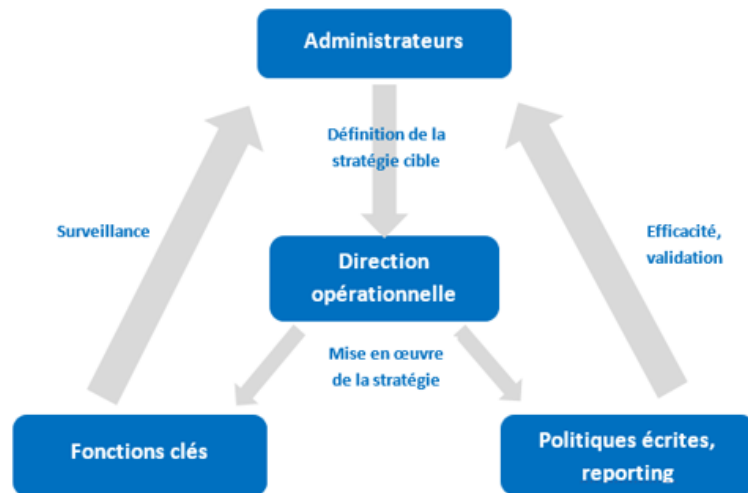 Administrateurs
Définition de la
stratégie cible
Surveillance
Efficacité,
validation
Direction
opérationnelle
Mise en œuvre
de la stratégie
Fonctions clés
Politiques écrites,
reporting